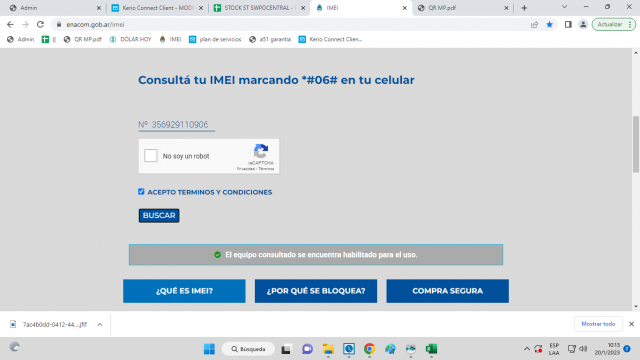 Admin
Kerio Connect Client - MODE
STOCK ST SWPOCENTRAL -
IMEI
QR MP.pdf
enacom.gob.ar/imei
Actualizar
Admin
||
QR MP.pdf
DOLAR HOY
IMEI
plan de servicios
a51 garantia
Kerio Connect Clien...
Consultá tu IMEI marcando *#06# en tu celular
Nº 356929110906
No soy un robot
reCAPTCHA
Privacidad - Términos
ACEPTO TERMINOS Y CONDICIONES
BUSCAR
El equipo consultado se encuentra habilitado para el uso.
¿QUÉ ES IMEI?
¿POR QUÉ SE BLOQUEA?
COMPRA SEGURA
7ac4b0dd-0412-44....jfif
Mostrar todo
Búsqueda
ESP
LAA
10:15
20/1/2023